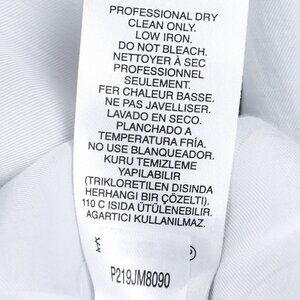 PROFESSIONAL DRY
CLEAN ONLY.
LOW IRON.
DO NOT BLEACH.
NETTOYER À SEC
PROFESSIONNEL
SEULEMENT.
FER CHALEUR BASSE.
NE PAS JAVELLISER.
LAVADO EN SECO.
PLANCHADO A
TEMPERATURA FRÍA.
NO USE BLANQUEADOR.
KURU TEMIZLEME
YAPILABILIR
(TRIKLORETILEN DISINDA
HERHANGI BIR ÇÖZELTI).
110 C ISIDA ÜTÜLENEBILIR.
AGARTICI KULLANILMAZ.
P219JM8090